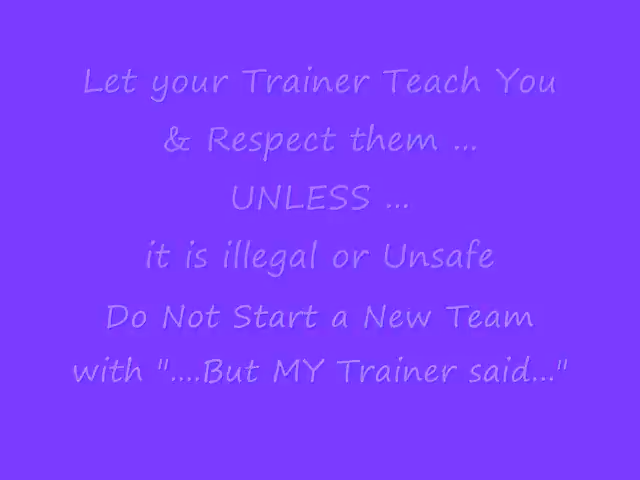 Let your Trainer Teach You
& Respect them ...
UNLESS ...
it is illegal or Unsafe
Do Not Start a New Team
with "....But MY Trainer said..."